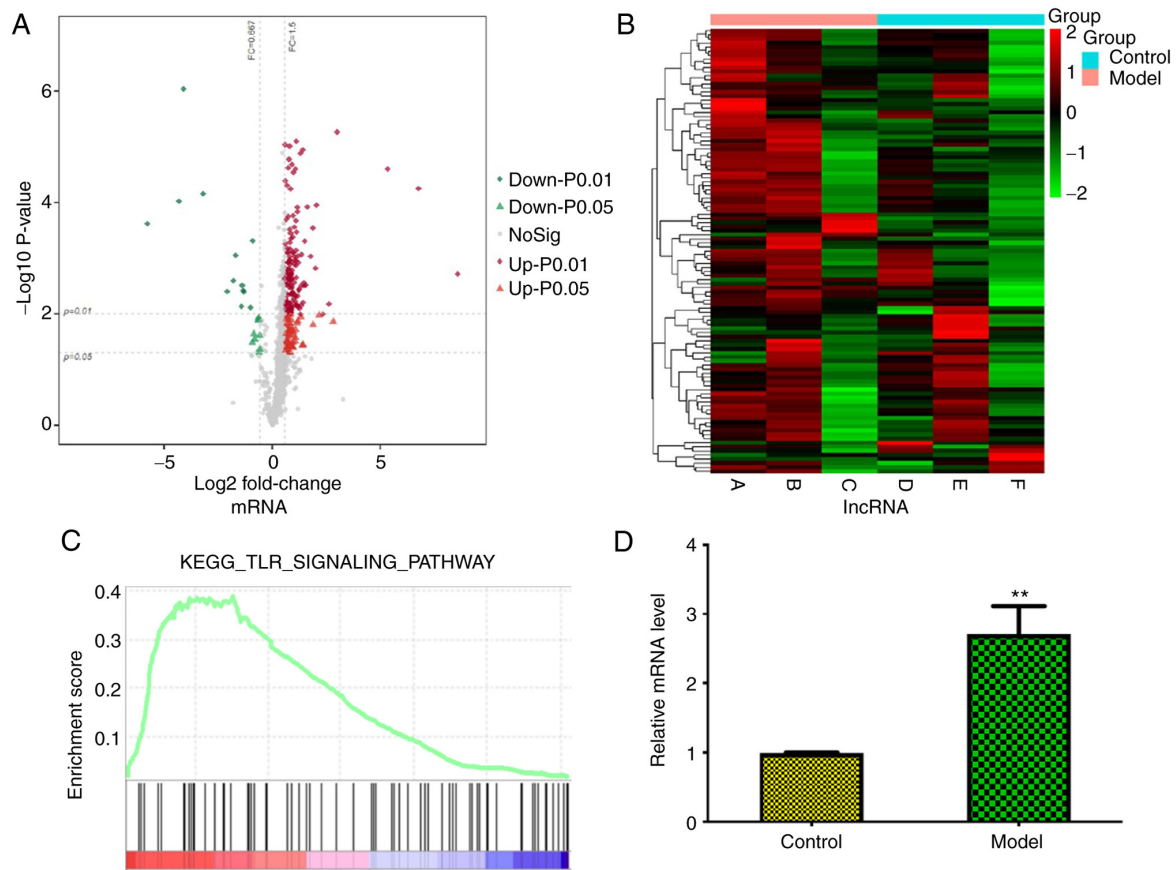 A
FC=0.667
FC=1.5
6
4
2
0
p=0.01
p=0.05
−Log10 P-value
−5
0
5
Log2 fold-change
mRNA
Down-P0.01
Down-P0.05
NoSig
Up-P0.01
Up-P0.05
B
Group
2
1
0
−1
−2
Group
Control
Model
A B C D E F
lncRNA
C
KEGG_TLR_SIGNALING_PATHWAY
Enrichment score
0.4
0.3
0.2
0.1
D
Relative mRNA level
4
3
2
1
0
**
Control Model